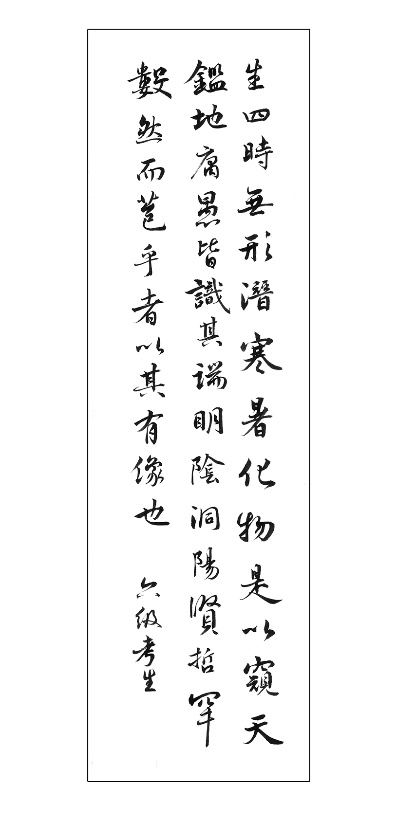 生四時無形潛寒暑化物是以窺天
鑑地庸愚皆識其端明陰洞陽賢哲罕
數然而苞乎者以其有像也
六級考生